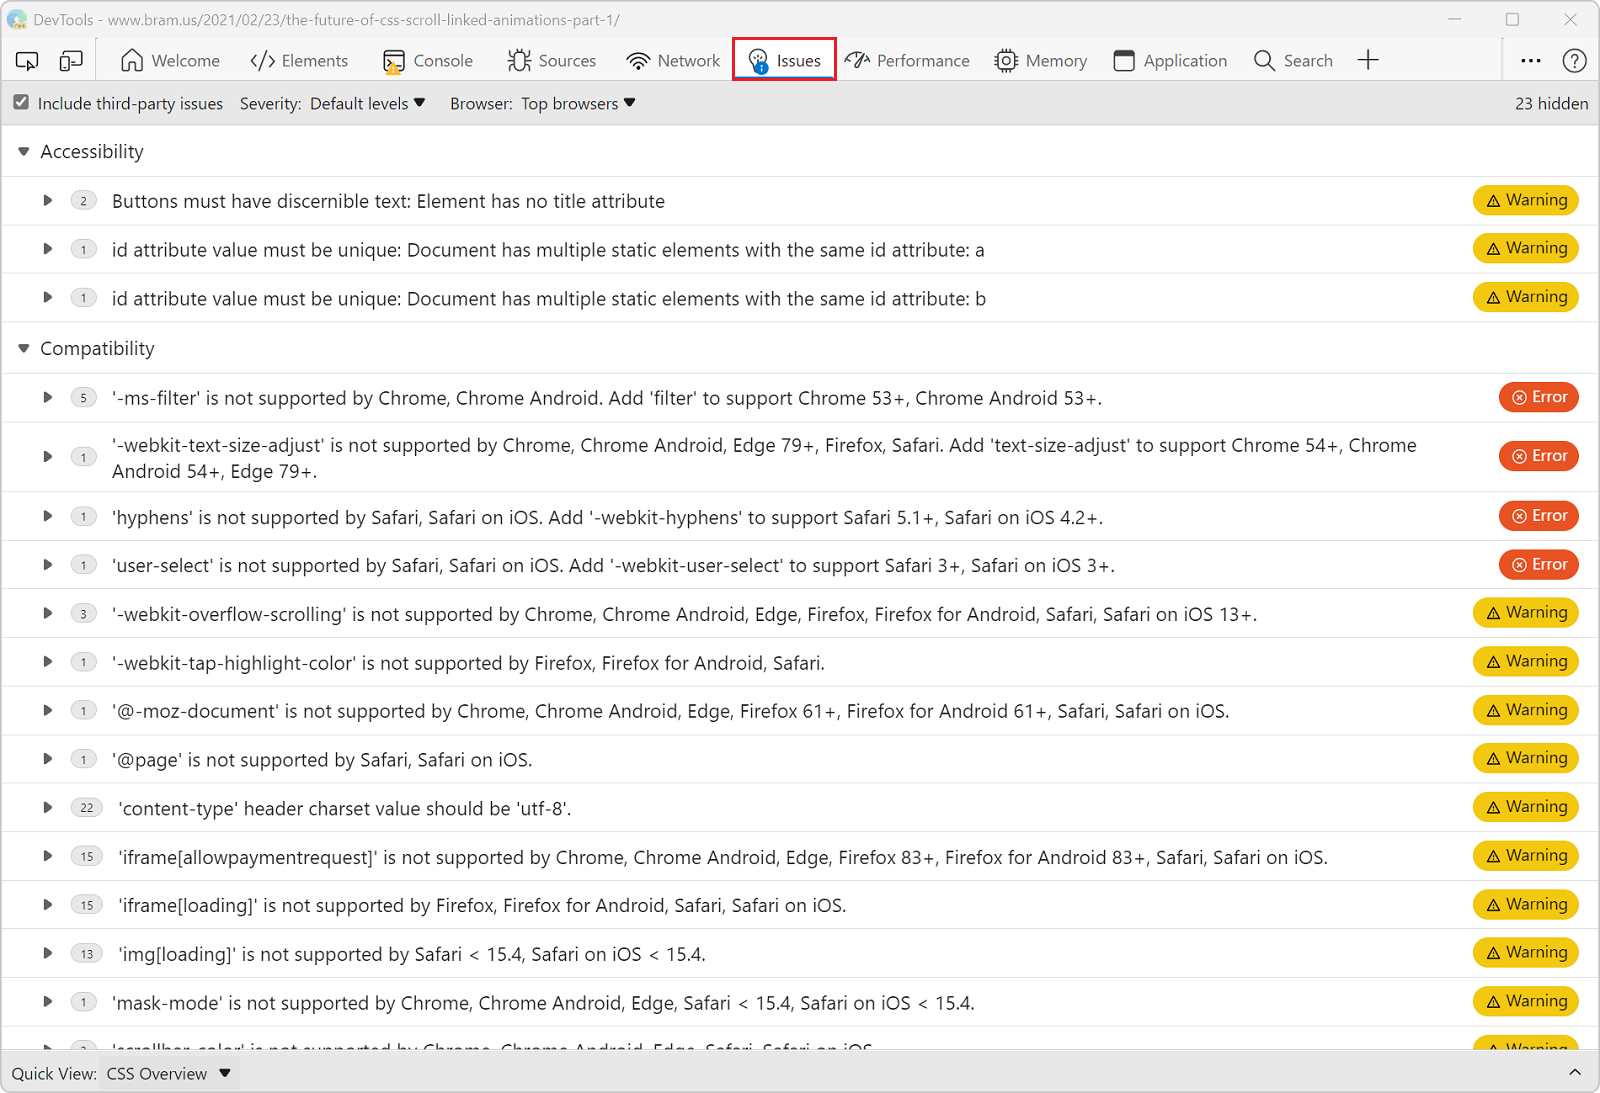 DevTools - www.bram.us/2021/02/23/the-future-of-css-scroll-linked-animations-part-1/
Welcome </> Elements Console Sources Network Issues Performance Memory Application Search
Include third-party issues Severity: Default levels Browser: Top browsers 23 hidden
Accessibility
2 Buttons must have discernible text: Element has no title attribute Warning
1 id attribute value must be unique: Document has multiple static elements with the same id attribute: a Warning
1 id attribute value must be unique: Document has multiple static elements with the same id attribute: b Warning
Compatibility
5 '-ms-filter' is not supported by Chrome, Chrome Android. Add 'filter' to support Chrome 53+, Chrome Android 53+. Error
1 '-webkit-text-size-adjust' is not supported by Chrome, Chrome Android, Edge 79+, Firefox, Safari. Add 'text-size-adjust' to support Chrome 54+, Chrome
Android 54+, Edge 79+. Error
1 'hyphens' is not supported by Safari, Safari on iOS. Add '-webkit-hyphens' to support Safari 5.1+, Safari on iOS 4.2+. Error
1 'user-select' is not supported by Safari, Safari on iOS. Add '-webkit-user-select' to support Safari 3+, Safari on iOS 3+. Error
3 '-webkit-overflow-scrolling' is not supported by Chrome, Chrome Android, Edge, Firefox, Firefox for Android, Safari, Safari on iOS 13+. Warning
1 '-webkit-tap-highlight-color' is not supported by Firefox, Firefox for Android, Safari. Warning
1 '@-moz-document' is not supported by Chrome, Chrome Android, Edge, Firefox 61+, Firefox for Android 61+, Safari, Safari on iOS. Warning
1 '@page' is not supported by Safari, Safari on iOS. Warning
22 'content-type' header charset value should be 'utf-8'. Warning
15 'iframe[allowpaymentrequest]' is not supported by Chrome, Chrome Android, Edge, Firefox 83+, Firefox for Android 83+, Safari, Safari on iOS. Warning
15 'iframe[loading]' is not supported by Firefox, Firefox for Android, Safari, Safari on iOS. Warning
13 'img[loading]' is not supported by Safari < 15.4, Safari on iOS < 15.4. Warning
1 'mask-mode' is not supported by Chrome, Chrome Android, Edge, Safari < 15.4, Safari on iOS < 15.4. Warning
'scrollbar-color' is not supported by Chrome, Chrome Android, Edge, Safari, Safari on iOS. Warning
Quick View: CSS Overview